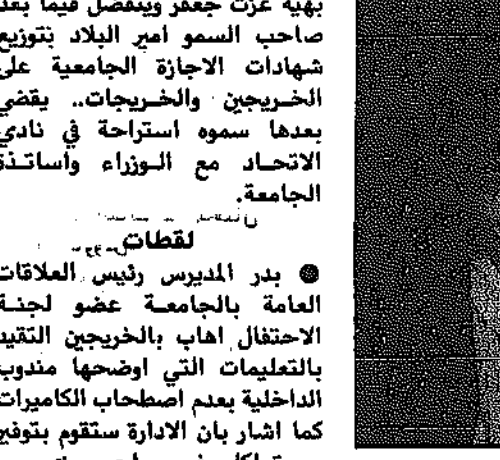 بهية عزت جعفر ويتفضل فيما بعد
صاحب السمو امير البلاد بتوزيع
شهادات الاجازة الجامعية على
الخريجين والخريجات.. يقضي
بعدها سموه استراحة في نادي
الاتحاد مع الوزراء واساتذة
الجامعة.
لقطات
● بدر المديرس رئيس العلاقات
العامة بالجامعة عضو لجنة
الاحتفال اهاب بالخريجين التقيد
بالتعليمات التي اوضحها مندوب
الداخلية بعدم اصطحاب الكاميرات
كما اشار بان الادارة ستقوم بتوفير